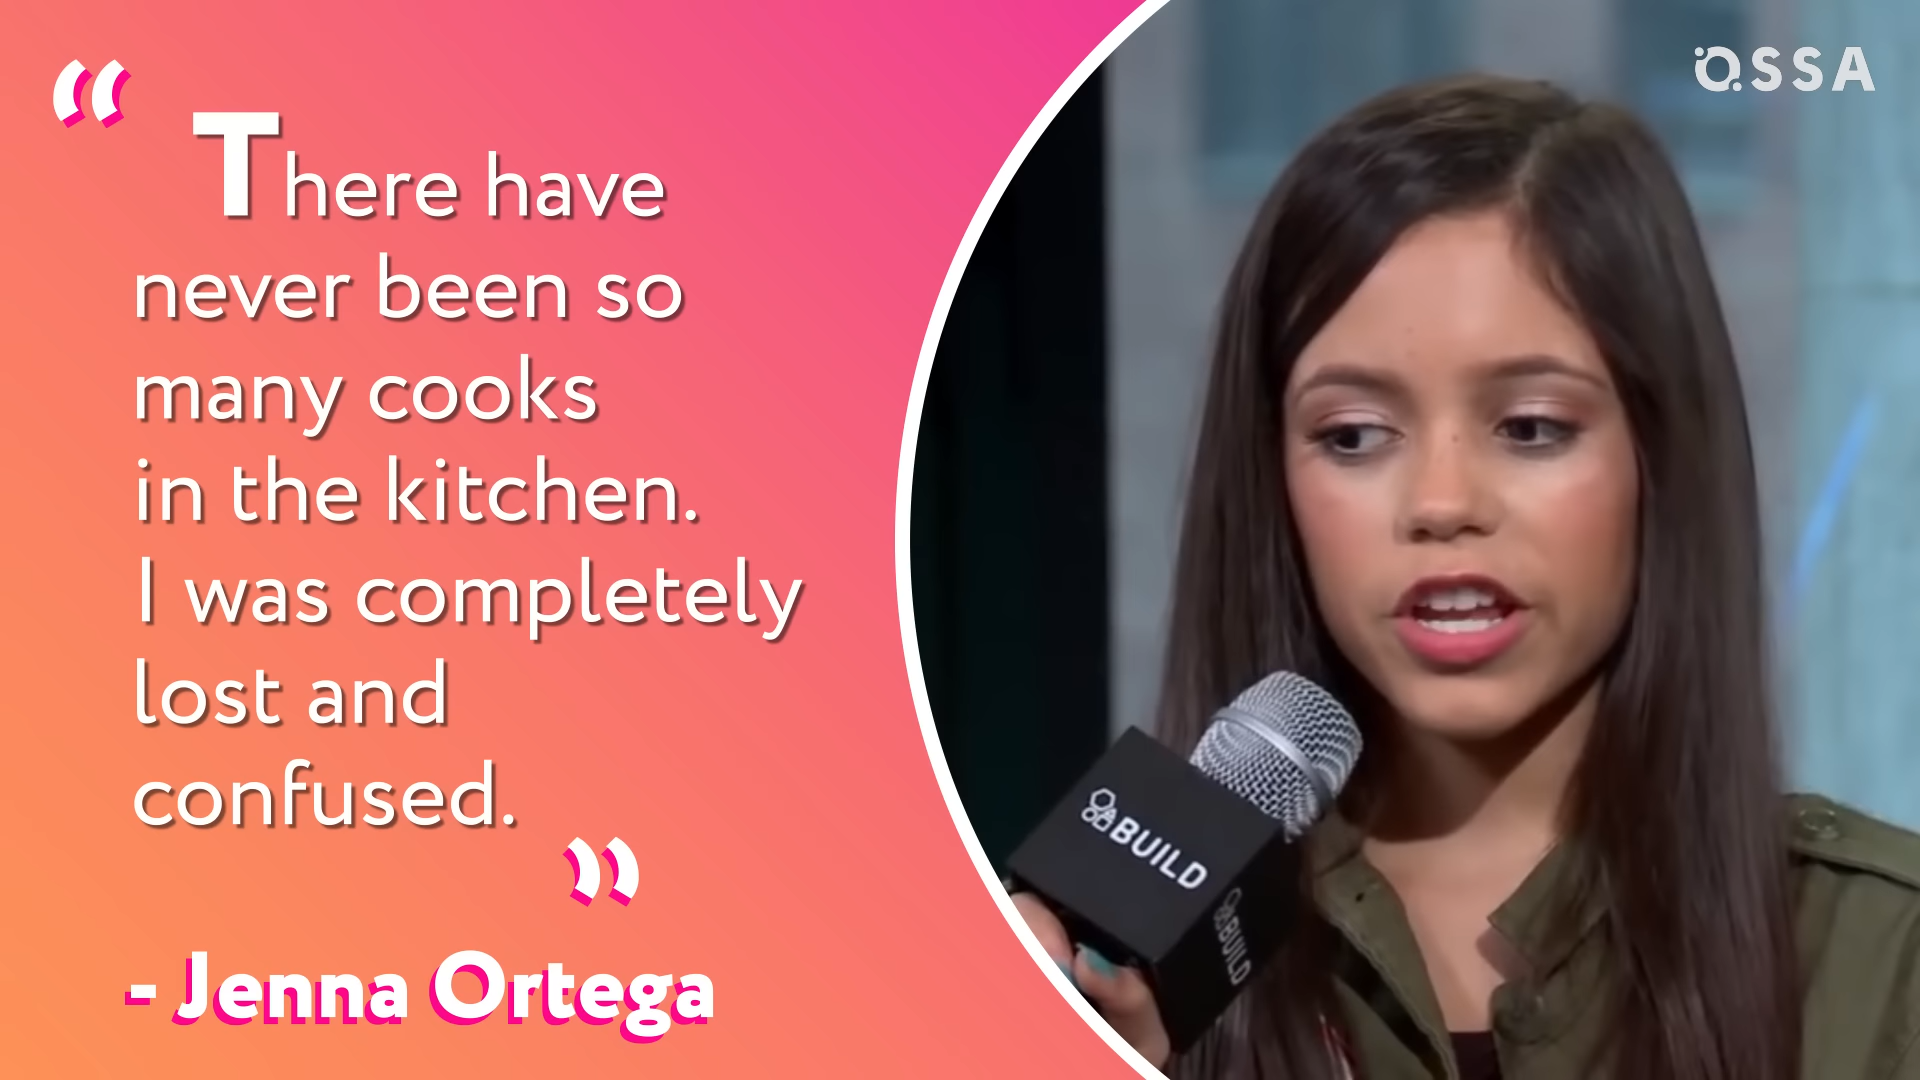 OSSA
“There have
never been so
many cooks
in the kitchen.
I was completely
lost and
confused.”
- Jenna Ortega
BUILD
BUILD